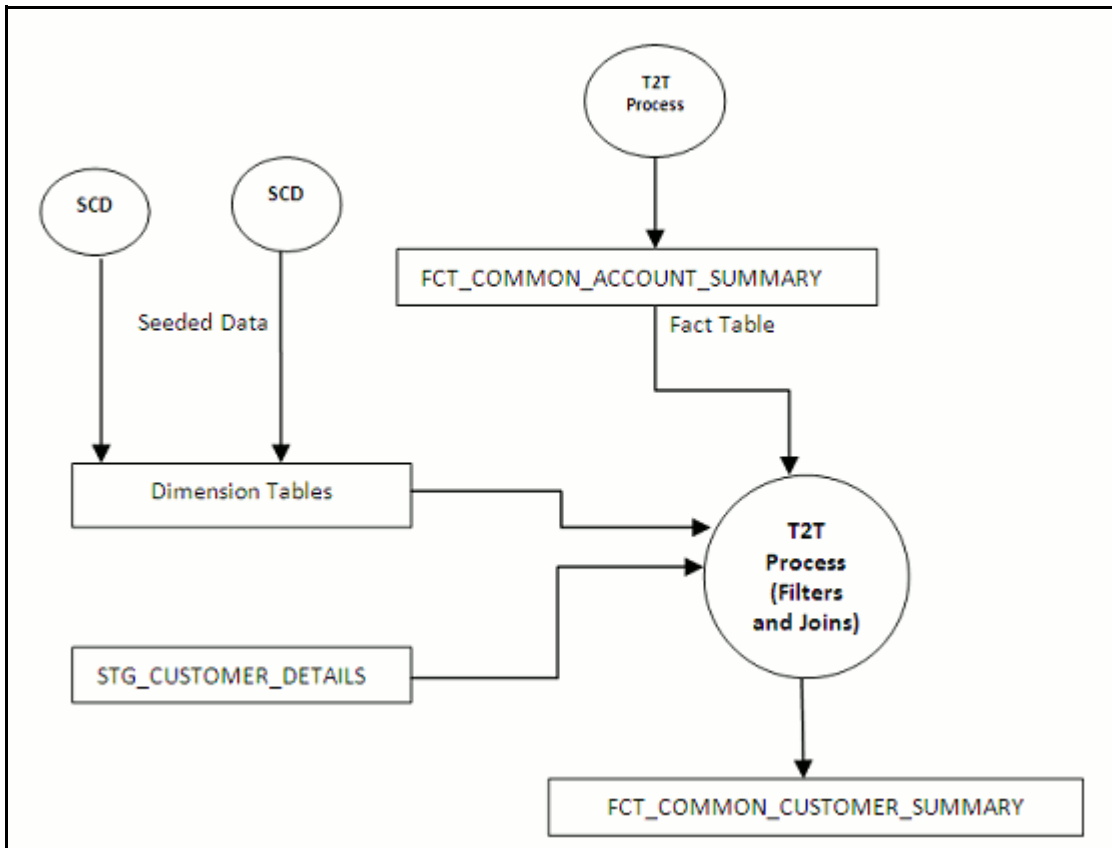 T2T
Process
SCD
SCD
FCT_COMMON_ACCOUNT_SUMMARY
Seeded Data
Fact Table
Dimension Tables
T2T
Process
(Filters
and Joins)
STG_CUSTOMER_DETAILS
FCT_COMMON_CUSTOMER_SUMMARY